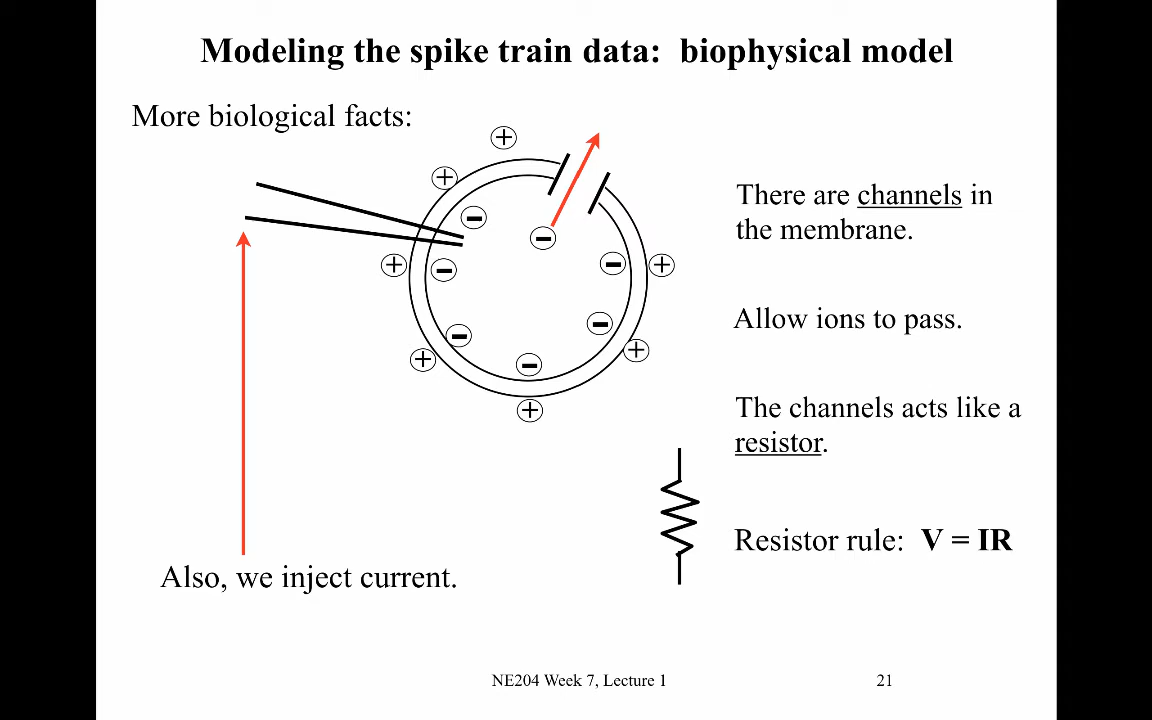 Modeling the spike train data:  biophysical model
More biological facts:
There are channels in
the membrane.
Allow ions to pass.
The channels acts like a
resistor.
Resistor rule:  V = IR
Also, we inject current.
NE204 Week 7, Lecture 1
21